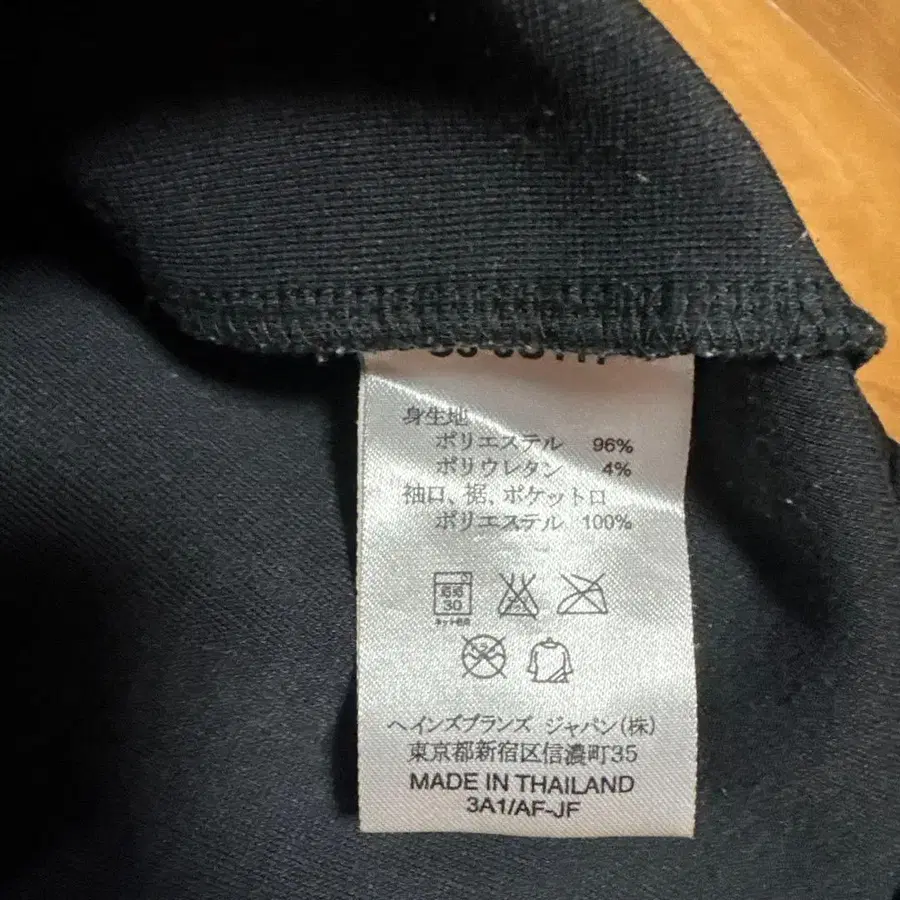 身生地
ポリエステル 96%
ポリウレタン 4%
袖口、裾、ポケット口
ポリエステル 100%
30
ヘインズブランズ ジャパン(株)
東京都新宿区信濃町35
MADE IN THAILAND
3A1/AF-JF